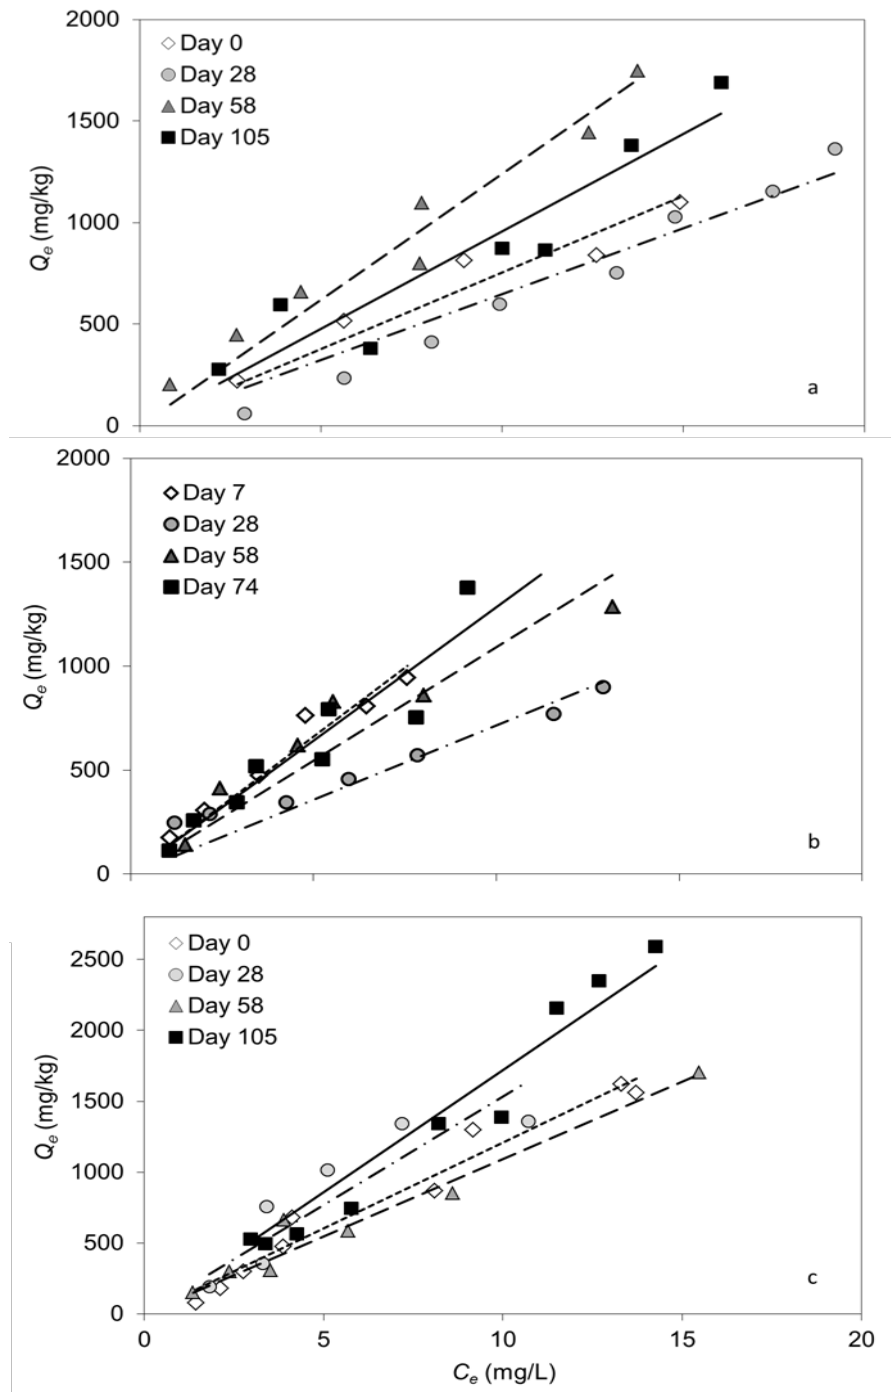 2000
1500
1000
500
0
Qe (mg/kg)
Day 0
Day 28
Day 58
Day 105
a
2000
1500
1000
500
0
Qe (mg/kg)
Day 7
Day 28
Day 58
Day 74
b
2500
2000
1500
1000
500
0
Qe (mg/kg)
Day 0
Day 28
Day 58
Day 105
c
0 5 10 15 20
Ce (mg/L)